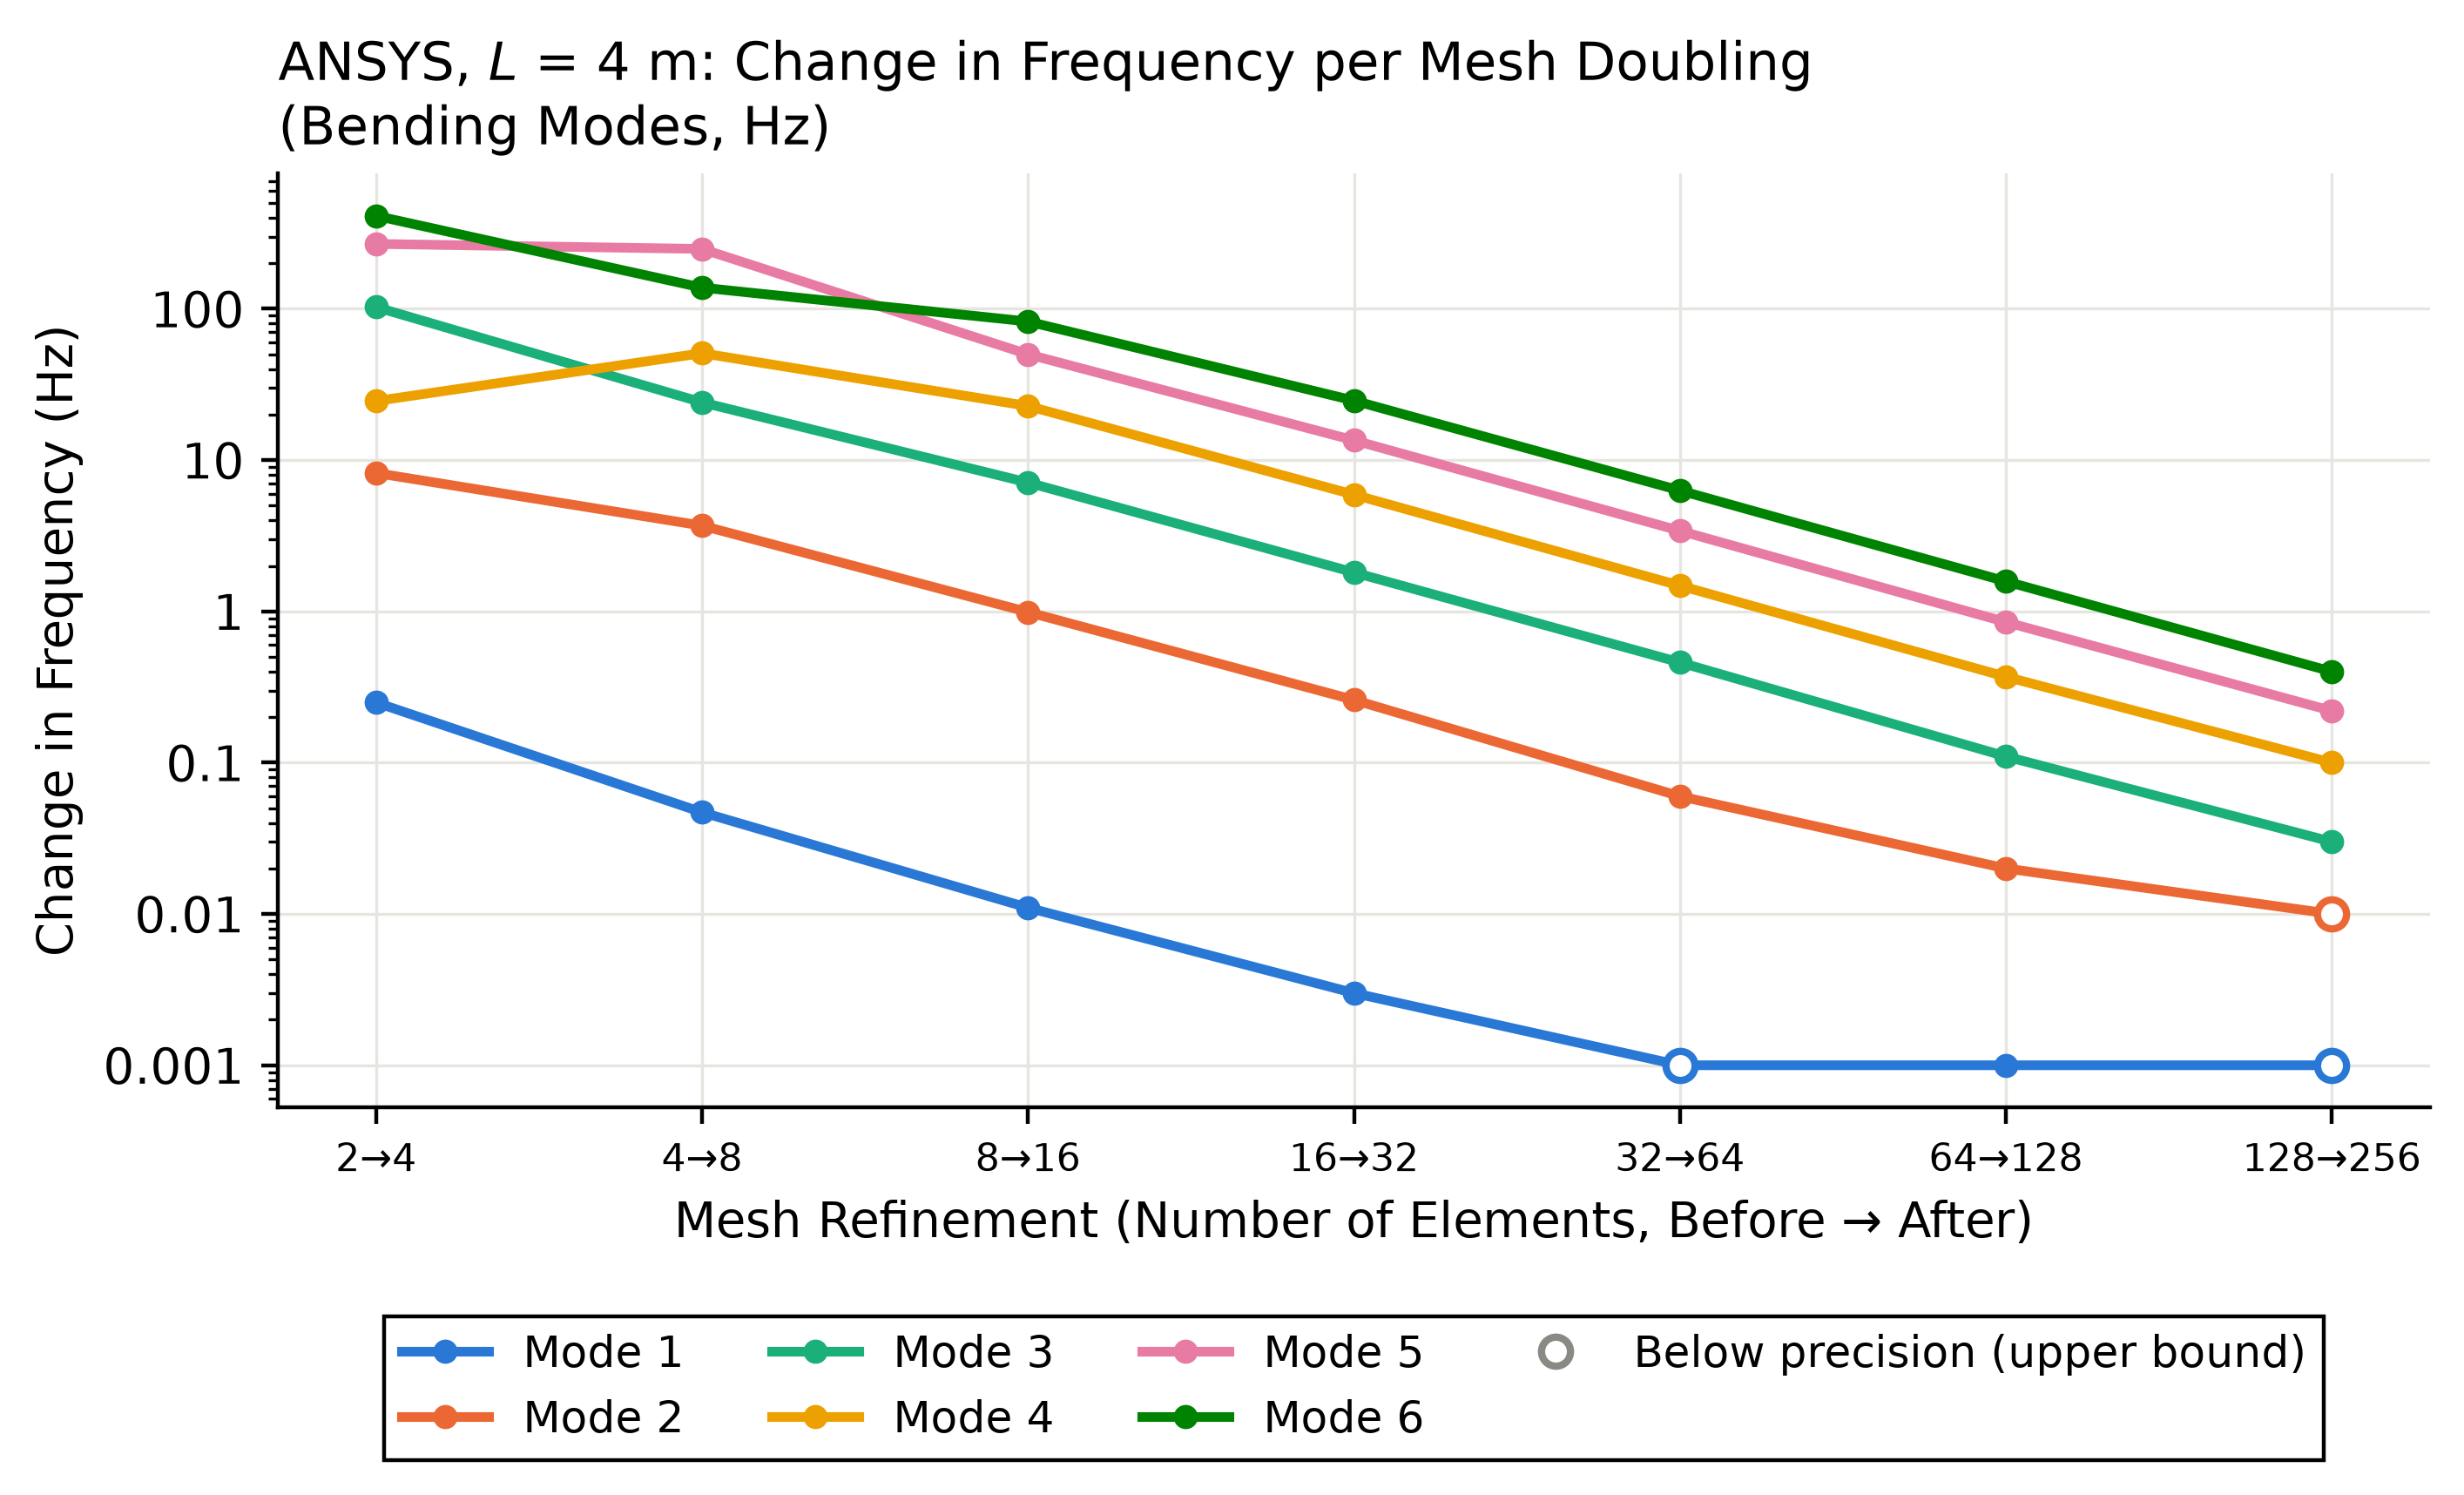 ANSYS, L = 4 m: Change in Frequency per Mesh Doubling
(Bending Modes, Hz)
Change in Frequency (Hz)
100
10
1
0.1
0.01
0.001
2→4
4→8
8→16
16→32
32→64
64→128
128→256
Mesh Refinement (Number of Elements, Before → After)
Mode 1
Mode 3
Mode 5
Below precision (upper bound)
Mode 2
Mode 4
Mode 6